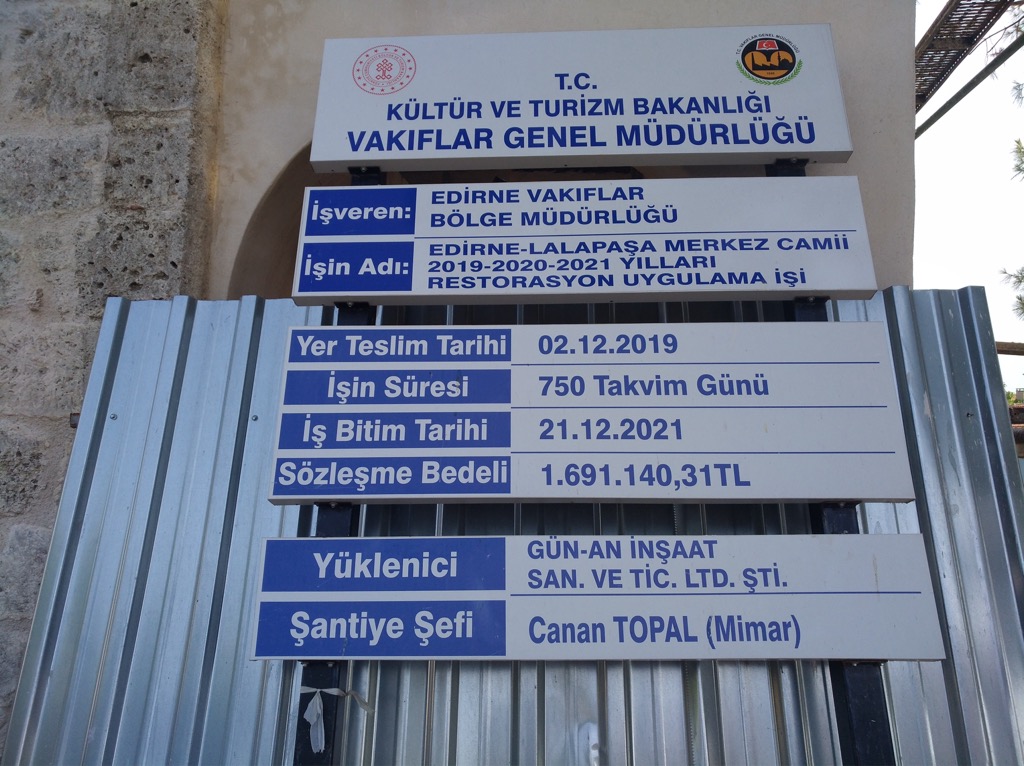 T.C.
KÜLTÜR VE TURİZM BAKANLIĞI
VAKIFLAR GENEL MÜDÜRLÜĞÜ
İşveren:
EDİRNE VAKIFLAR
BÖLGE MÜDÜRLÜĞÜ
İşin Adı:
EDİRNE-LALAPAŞA MERKEZ CAMİİ
2019-2020-2021 YILLARI
RESTORASYON UYGULAMA İŞİ
Yer Teslim Tarihi 02.12.2019
İşin Süresi 750 Takvim Günü
İş Bitim Tarihi 21.12.2021
Sözleşme Bedeli 1.691.140,31TL
Yüklenici
GÜN-AN İNŞAAT
SAN. VE TİC. LTD. ŞTİ.
Şantiye Şefi Canan TOPAL (Mimar)